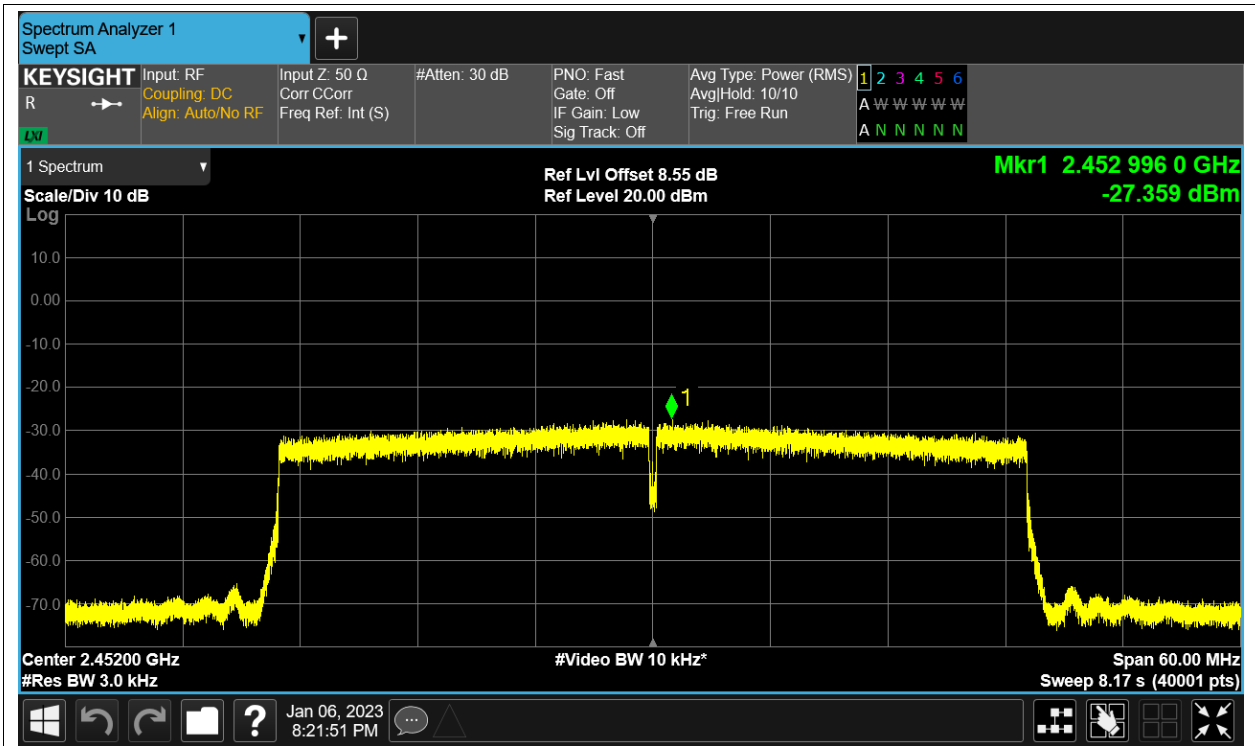 Spectrum Analyzer 1
Swept SA
KEYSIGHT
R
LXI
Input: RF
Coupling: DC
Align: Auto/No RF
Input Z: 50 Ω
Corr CCorr
Freq Ref: Int (S)
#Atten: 30 dB
PNO: Fast
Gate: Off
IF Gain: Low
Sig Track: Off
Avg Type: Power (RMS)
Avg|Hold: 10/10
Trig: Free Run
1 2 3 4 5 6
A W W W W W
A N N N N N
1 Spectrum
Scale/Div 10 dB
Log
Ref Lvl Offset 8.55 dB
Ref Level 20.00 dBm
Mkr1 2.452 996 0 GHz
-27.359 dBm
10.0
0.00
-10.0
-20.0
1
-30.0
-40.0
-50.0
-60.0
-70.0
Center 2.45200 GHz
#Video BW 10 kHz*
Span 60.00 MHz
#Res BW 3.0 kHz
Sweep 8.17 s (40001 pts)
?
Jan 06, 2023
8:21:51 PM